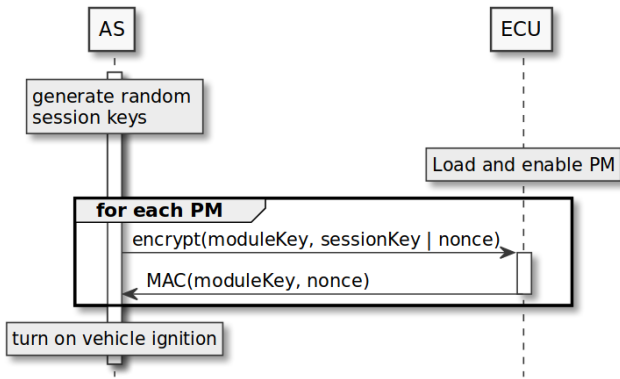 AS
ECU
generate random
session keys
Load and enable PM
for each PM
encrypt(moduleKey, sessionKey | nonce)
MAC(moduleKey, nonce)
turn on vehicle ignition